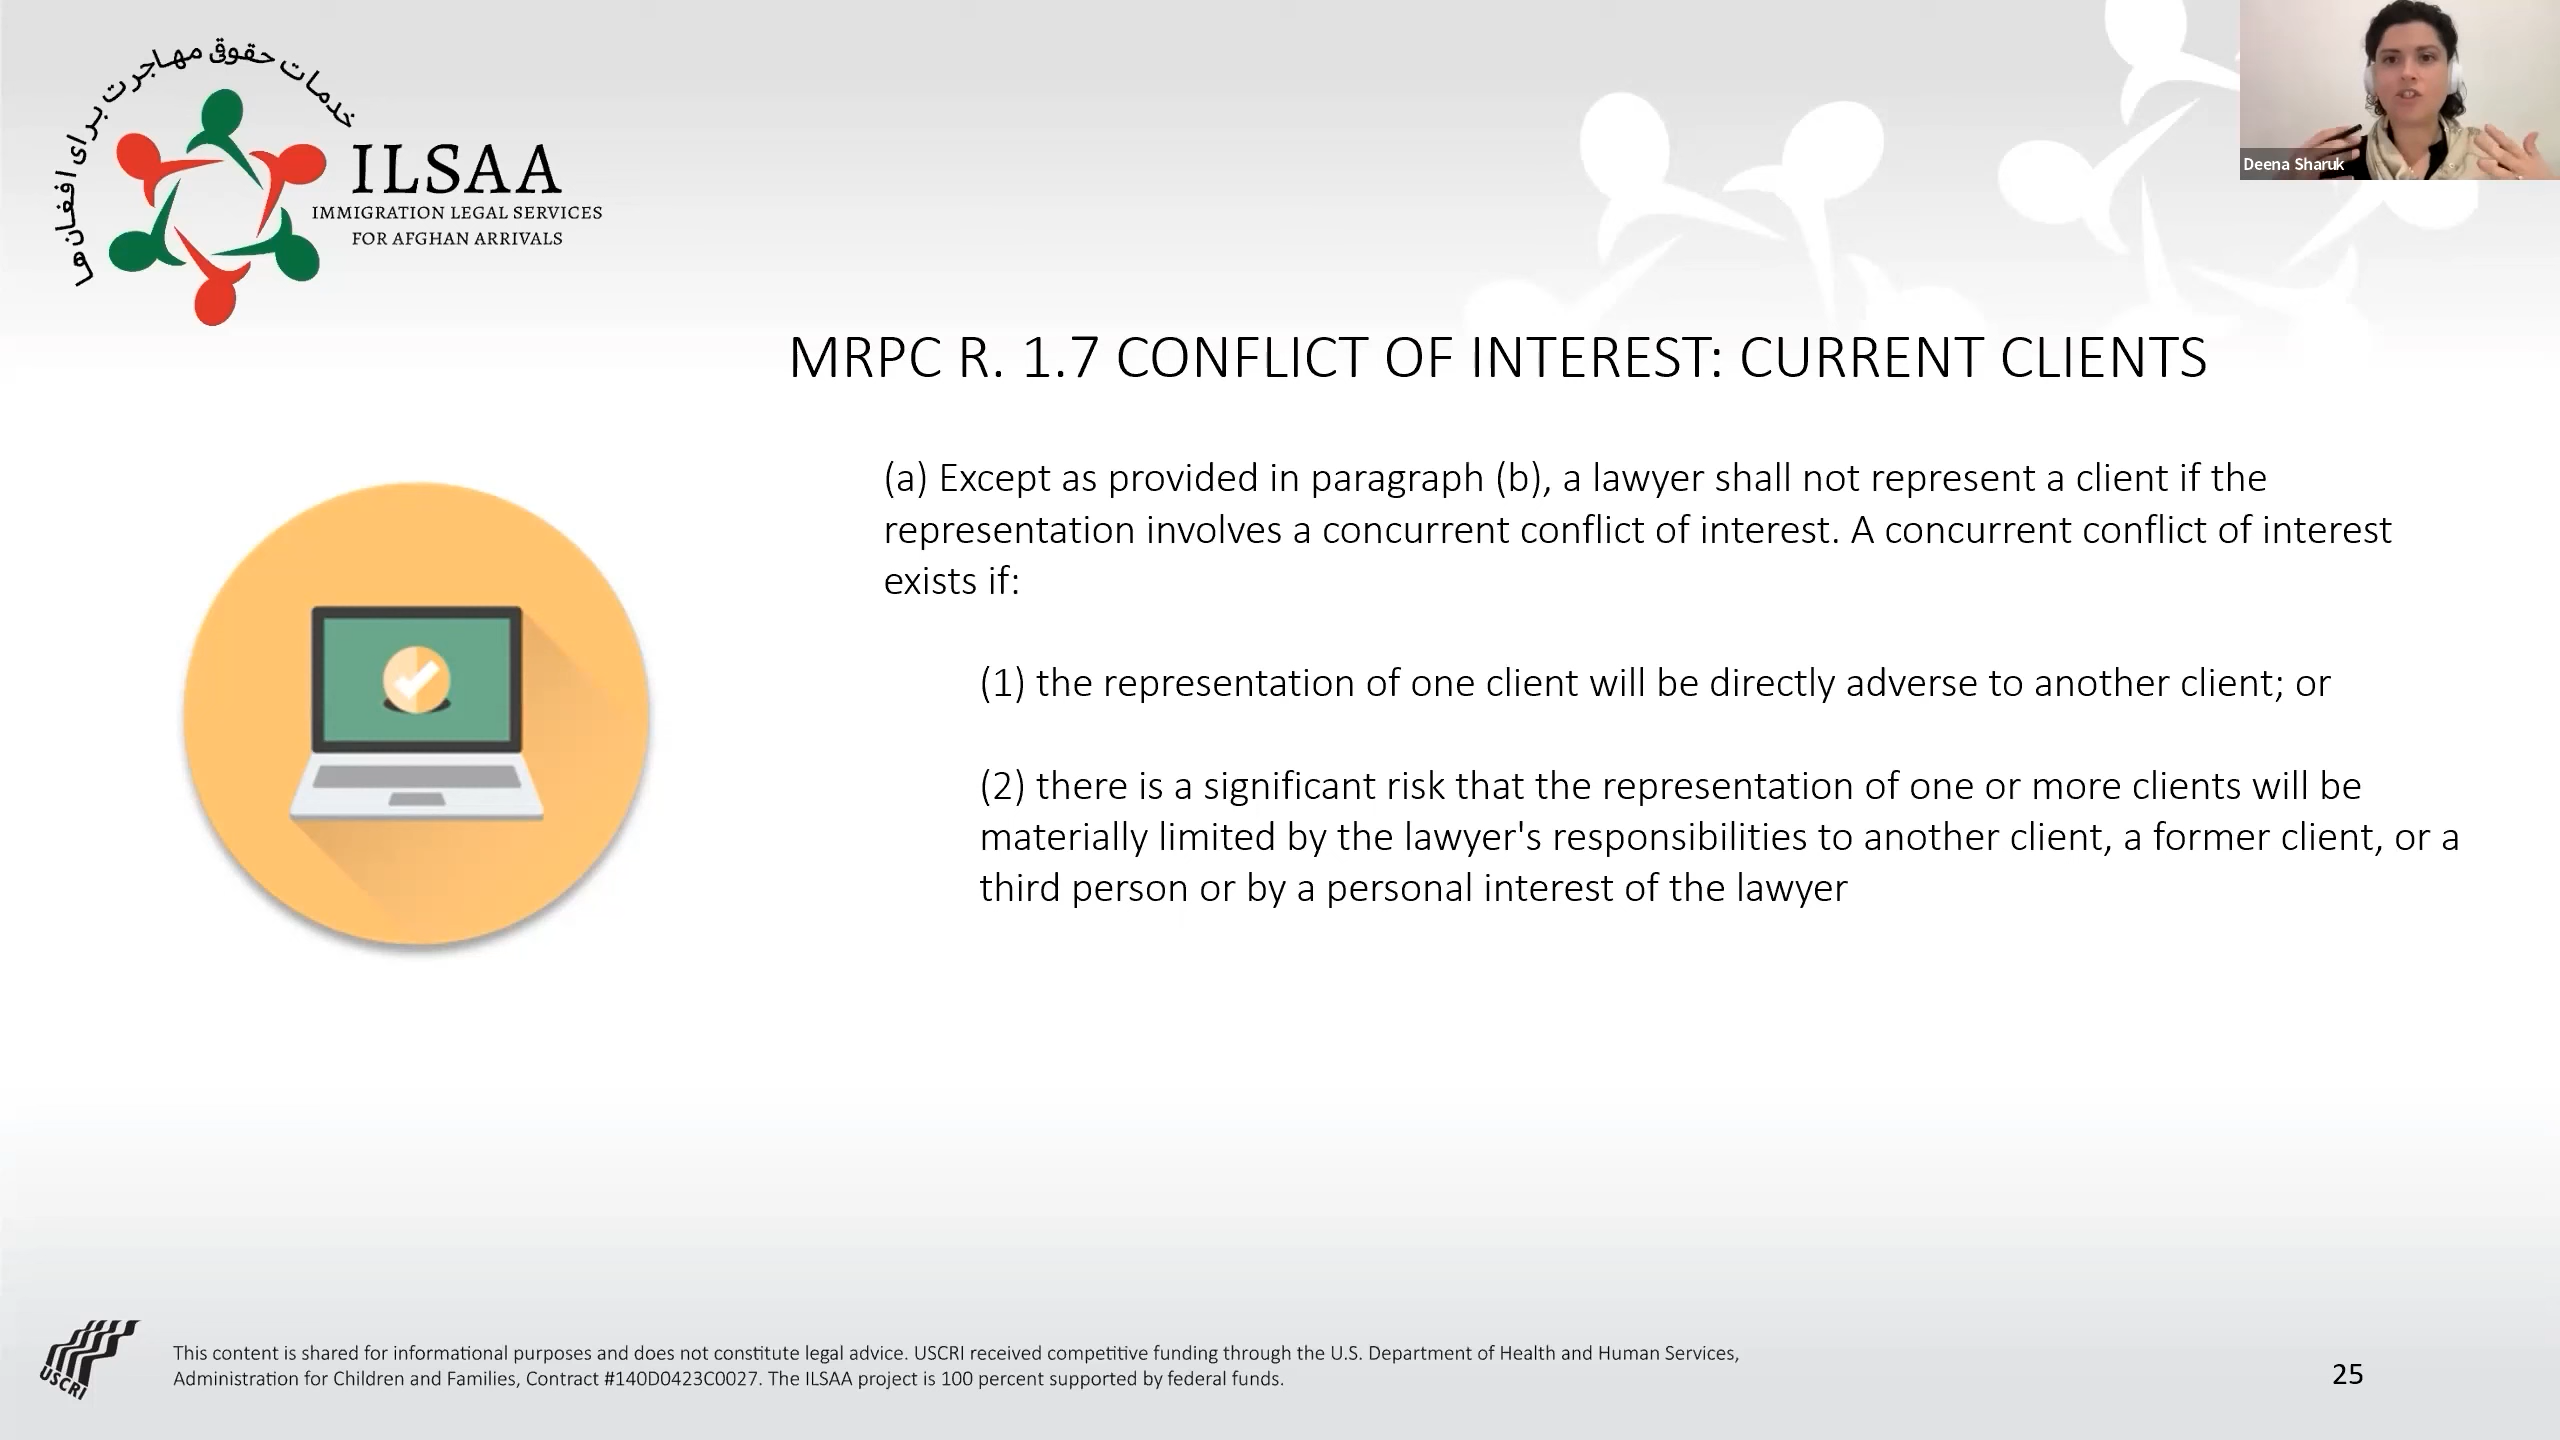 خدمات حقوقی مهاجرت برای افغان‌ها
ILSAA
IMMIGRATION LEGAL SERVICES
FOR AFGHAN ARRIVALS
Deena Sharuk
MRPC R. 1.7 CONFLICT OF INTEREST: CURRENT CLIENTS
(a) Except as provided in paragraph (b), a lawyer shall not represent a client if the
representation involves a concurrent conflict of interest. A concurrent conflict of interest
exists if:
(1) the representation of one client will be directly adverse to another client; or
(2) there is a significant risk that the representation of one or more clients will be
materially limited by the lawyer's responsibilities to another client, a former client, or a
third person or by a personal interest of the lawyer
USCRI
This content is shared for informational purposes and does not constitute legal advice. USCRI received competitive funding through the U.S. Department of Health and Human Services,
Administration for Children and Families, Contract #140D0423C0027. The ILSAA project is 100 percent supported by federal funds.
25